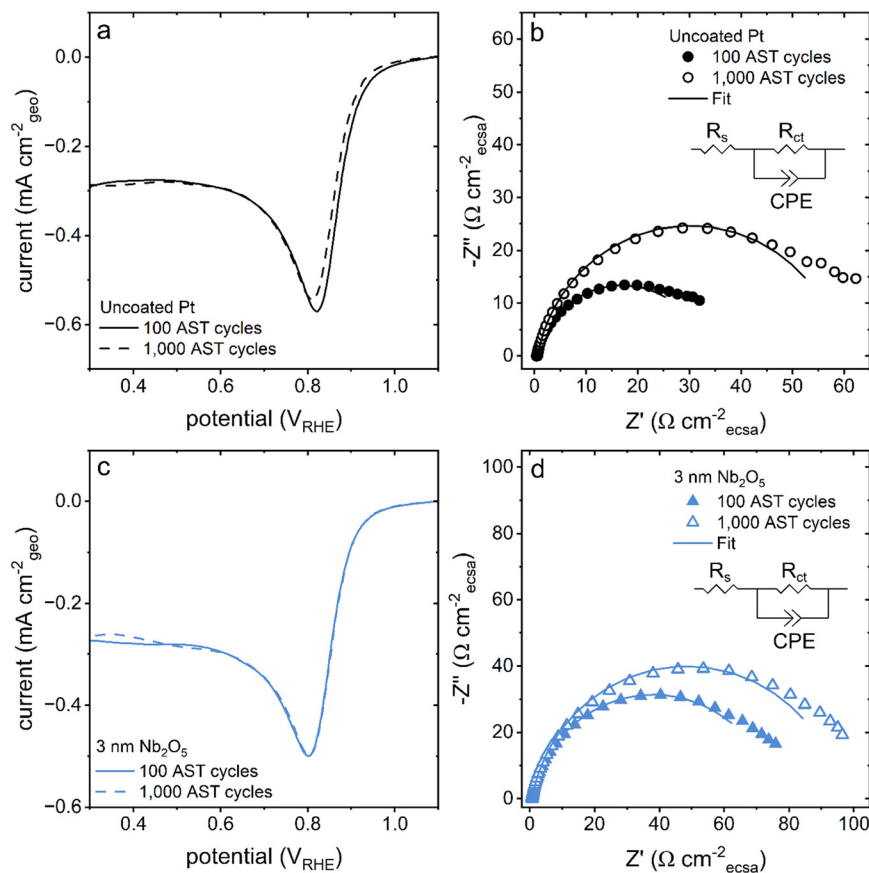 a
0.0
-0.2
-0.4
-0.6
current (mA cm⁻²geo)
Uncoated Pt
100 AST cycles
1,000 AST cycles
0.4
0.6
0.8
1.0
potential (V_RHE)
b
60
50
40
30
20
10
0
-Z" (Ω cm⁻²ecsa)
Uncoated Pt
100 AST cycles
1,000 AST cycles
Fit
Rs
Rct
CPE
0
10
20
30
40
50
60
Z' (Ω cm⁻²ecsa)
c
0.0
-0.2
-0.4
-0.6
current (mA cm⁻²geo)
3 nm Nb₂O₅
100 AST cycles
1,000 AST cycles
0.4
0.6
0.8
1.0
potential (V_RHE)
d
100
80
60
40
20
0
-Z" (Ω cm⁻²ecsa)
3 nm Nb₂O₅
100 AST cycles
1,000 AST cycles
Fit
Rs
Rct
CPE
0
20
40
60
80
100
Z' (Ω cm⁻²ecsa)